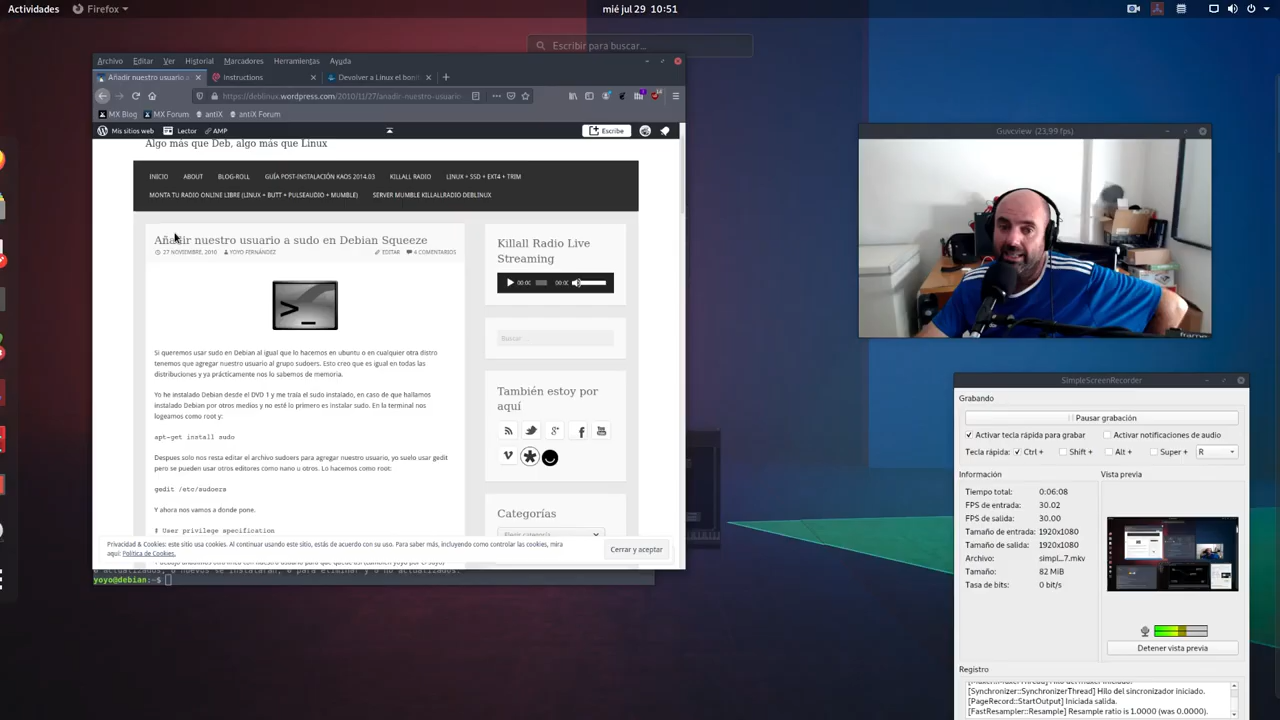 Actividades
Firefox
mié jul 29 10:51
Escribir para buscar...
Archivo Editar Ver Historial Marcadores Herramientas Ayuda
Añadir nuestro usuario a
Instructions
Devolver a Linux el bonit
https://deblinux.wordpress.com/2010/11/27/anadir-nuestro-usuario-
MX Blog MX Forum antiX antiX Forum
Mis sitios web Lector AMP
Escribe
Algo más que Deb, algo más que Linux
INICIO ABOUT BLOG-ROLL GUÍA POST-INSTALACIÓN KAOS 2014.03 KILLALL RADIO LINUX + SSD + EXT4 + TRIM
MONTA TU RADIO ONLINE LIBRE (LINUX + BUTT + PULSEAUDIO + MUMBLE) SERVER MUMBLE KILLALLRADIO DEBLINUX
Añadir nuestro usuario a sudo en Debian Squeeze
27 NOVIEMBRE, 2010 YOYO FERNÁNDEZ EDITAR 4 COMENTARIOS
>_
Si queremos usar sudo en Debian al igual que lo hacemos en ubuntu o en cualquier otra distro
tenemos que agregar nuestro usuario al grupo sudoers. Esto creo que es igual en todas las
distribuciones y ya prácticamente nos lo sabemos de memoria.
Yo he instalado Debian desde el DVD 1 y me traía el sudo instalado, en caso de que hallamos
instalado Debian por otros medios y no esté lo primero es instalar sudo. En la terminal nos
logeamos como root y:
apt-get install sudo
Despues solo nos resta editar el archivo sudoers para agregar nuestro usuario, yo suelo usar gedit
pero se pueden usar otros editores como nano u otros. Lo hacemos como root:
gedit /etc/sudoers
Y ahora nos vamos a donde pone.
# User privilege specification
Killall Radio Live
Streaming
00:00
00:00
Buscar ...
También estoy por
aquí
Categorías
Elegir categoría
Privacidad & Cookies: este sitio usa cookies. Al continuar usando este sitio, estás de acuerdo con su uso. Para saber más, incluyendo como controlar las cookies, mira
aquí: Política de Cookies.
Cerrar y aceptar
yoyo@debian:~$
Guvcview (23,99 fps)
SimpleScreenRecorder
Grabando
Pausar grabación
Activar tecla rápida para grabar
Activar notificaciones de audio
Tecla rápida: Ctrl + Shift + Alt + Super + R
Información
Vista previa
Tiempo total: 0:06:08
FPS de entrada: 30.02
FPS de salida: 30.00
Tamaño de entrada: 1920x1080
Tamaño de salida: 1920x1080
Archivo: simpl...7.mkv
Tamaño: 82 MiB
Tasa de bits: 0 bit/s
Detener vista previa
Registro
[Synchronizer::SynchronizerThread] Hilo del sincronizador iniciado.
[PageRecord::StartOutput] Iniciada salida.
[FastResampler::Resample] Resample ratio is 1.0000 (was 0.0000).